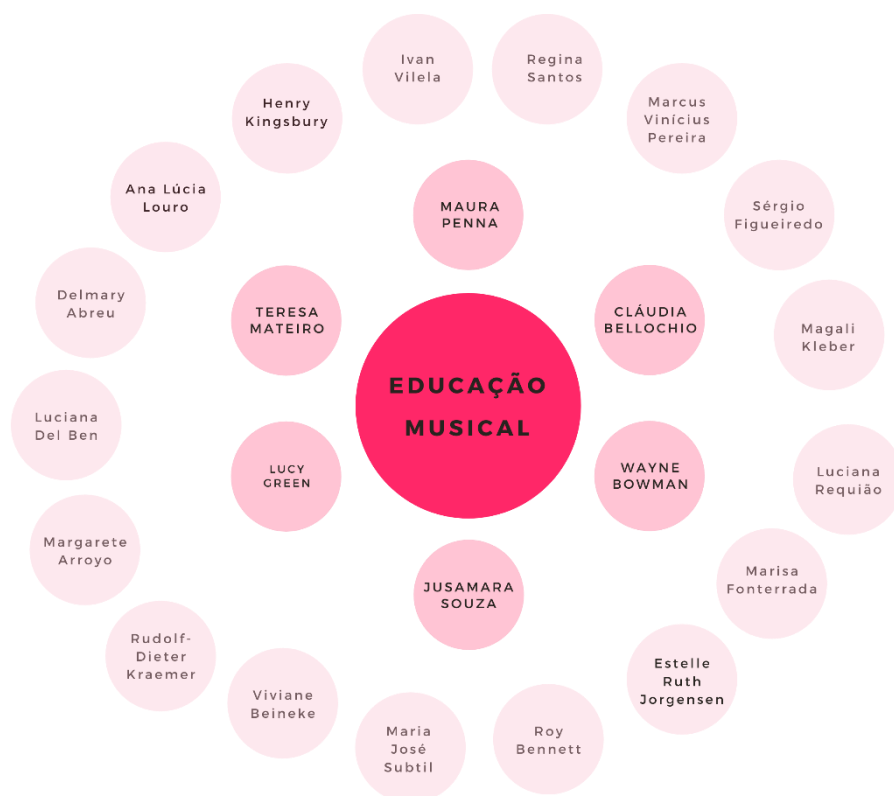 Ivan
Vilela
Regina
Santos
Henry
Kingsbury
Marcus
Vinícius
Pereira
Ana Lúcia
Louro
MAURA
PENNA
Sérgio
Figueiredo
Delmary
Abreu
TERESA
MATEIRO
CLÁUDIA
BELLOCHIO
Magali
Kleber
EDUCAÇÃO
MUSICAL
Luciana
Del Ben
LUCY
GREEN
WAYNE
BOWMAN
Luciana
Requião
Margarete
Arroyo
JUSAMARA
SOUZA
Marisa
Fonterrada
Rudolf-
Dieter
Kraemer
Estelle
Ruth
Jorgensen
Viviane
Beineke
Maria
José
Subtil
Roy
Bennett